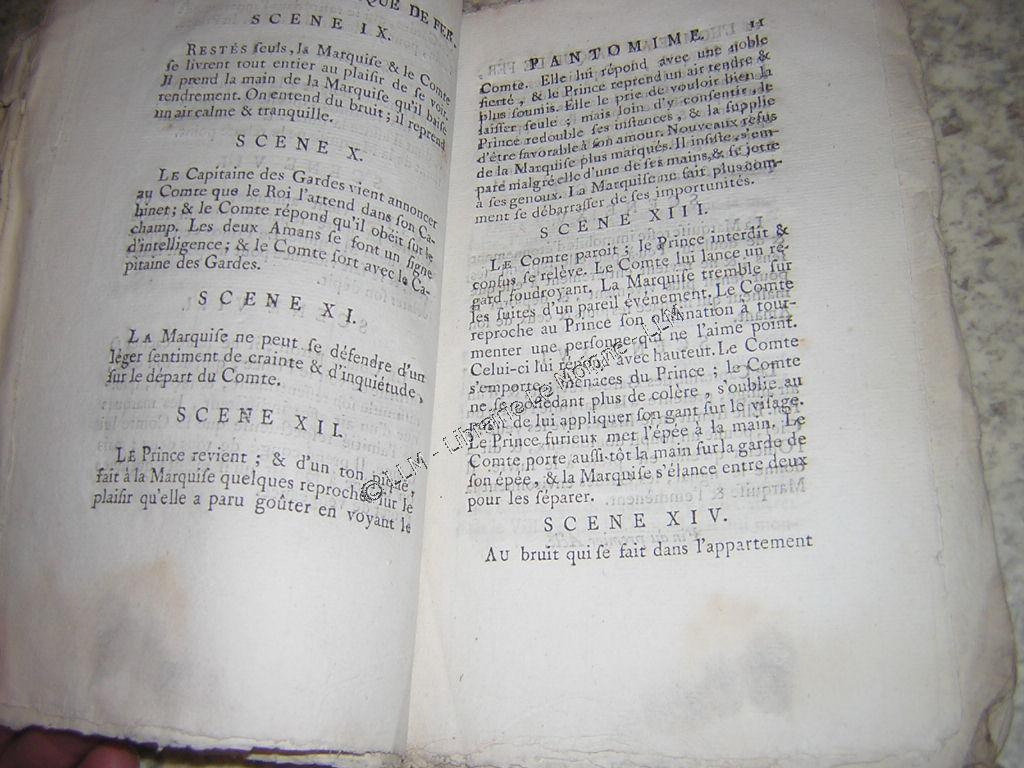 QUE DE FER.
SCENE IX.
RESTÉS ſeuls, la Marquiſe & le Comte
ſe livrent tout entier au plaiſir de ſe voir.
Il prend la main de la Marquiſe qu'il baiſe
tendrement. On entend du bruit; il reprend
un air calme & tranquille.
SCENE X.
LE Capitaine des Gardes vient annoncer
au Comte que le Roi l'attend dans ſon Ca-
binet; & le Comte répond qu'il obéit ſur le
champ. Les deux Amans ſe font un ſigne
d'intelligence; & le Comte ſort avec le Ca-
pitaine des Gardes.
SCENE XI.
LA Marquiſe ne peut ſe défendre d'un
léger ſentiment de crainte & d'inquiétude,
ſur le départ du Comte.
SCENE XII.
LE Prince revient; & d'un ton piqué,
fait à la Marquiſe quelques reproches ſur le
plaiſir qu'elle a paru goûter en voyant le
PANTOMIME. 11
Comte. Elle lui répond avec une noble
fierté, & le Prince reprend un air tendre &
plus ſoumis. Elle le prie de vouloir bien la
laiſſer ſeule; mais loin d'y conſentir, le
Prince redouble ſes inſtances, & la ſupplie
d'être favorable à ſon amour. Nouveaux refus
de la Marquiſe plus marqués. Il inſiſte, s'em-
pare malgré elle d'une de ſes mains, & ſe jette
à ſes genoux. La Marquiſe ne ſait plus com-
ment ſe débarraſſer de ſes importunités.
SCENE XIII.
LE Comte paroit; le Prince interdit &
confus ſe relève. Le Comte lui lance un re-
gard foudroyant. La Marquiſe tremble ſur
les ſuites d'un pareil événement. Le Comte
reproche au Prince ſon obſtination à tour-
menter une perſonne qui ne l'aime point.
Celui-ci lui répond avec hauteur. Le Comte
s'emporte; menaces du Prince; le Comte
ne ſe poſſédant plus de colère, s'oublie au
point de lui appliquer ſon gant ſur le viſage.
Le Prince furieux met l'épée à la main. Le
Comte porte auſſi-tôt la main ſur la garde de
ſon épée, & la Marquiſe s'élance entre deux
pour les ſéparer.
SCENE XIV.
AU bruit qui ſe fait dans l'appartement
© LLM - Librairie de Momne LLM